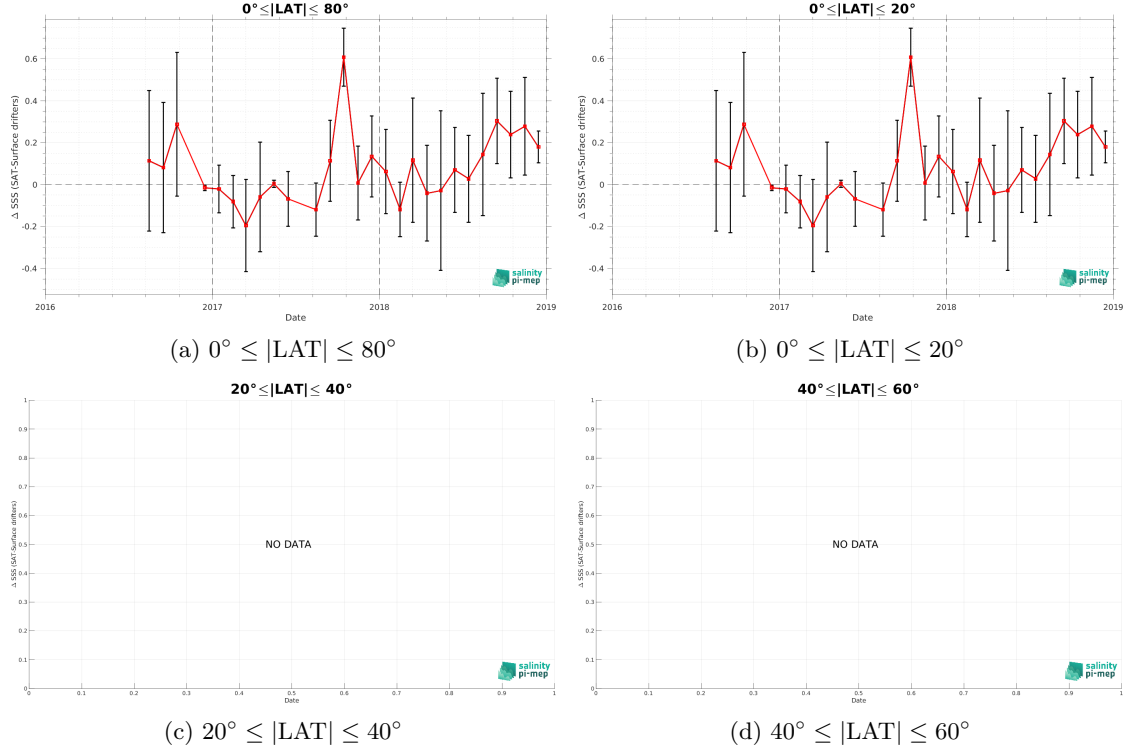 0°≤|LAT|≤ 80°
Δ SSS (SAT-Surface drifters)
0.6
0.4
0.2
0
-0.2
-0.4
2016
2017
2018
2019
Date
salinity
pi-mep
(a) 0° ≤ |LAT| ≤ 80°
0°≤|LAT|≤ 20°
Δ SSS (SAT-Surface drifters)
0.6
0.4
0.2
0
-0.2
-0.4
2016
2017
2018
2019
Date
salinity
pi-mep
(b) 0° ≤ |LAT| ≤ 20°
20°≤|LAT|≤ 40°
Δ SSS (SAT-Surface drifters)
1
0.9
0.8
0.7
0.6
0.5
0.4
0.3
0.2
0.1
0
NO DATA
0 0.1 0.2 0.3 0.4 0.5 0.6 0.7 0.8 0.9 1
Date
salinity
pi-mep
(c) 20° ≤ |LAT| ≤ 40°
40°≤|LAT|≤ 60°
Δ SSS (SAT-Surface drifters)
1
0.9
0.8
0.7
0.6
0.5
0.4
0.3
0.2
0.1
0
NO DATA
0 0.1 0.2 0.3 0.4 0.5 0.6 0.7 0.8 0.9 1
Date
salinity
pi-mep
(d) 40° ≤ |LAT| ≤ 60°